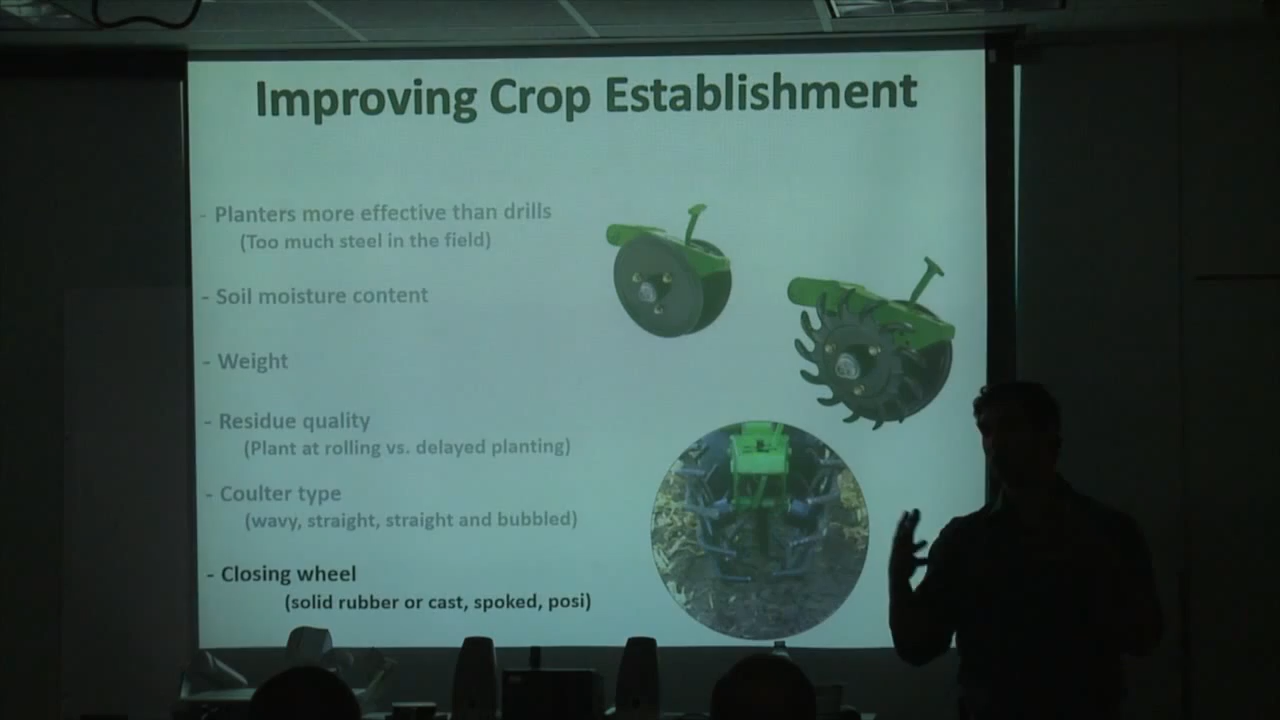 Improving Crop Establishment
- Planters more effective than drills
(Too much steel in the field)
- Soil moisture content
- Weight
- Residue quality
(Plant at rolling vs. delayed planting)
- Coulter type
(wavy, straight, straight and bubbled)
- Closing wheel
(solid rubber or cast, spoked, posi)